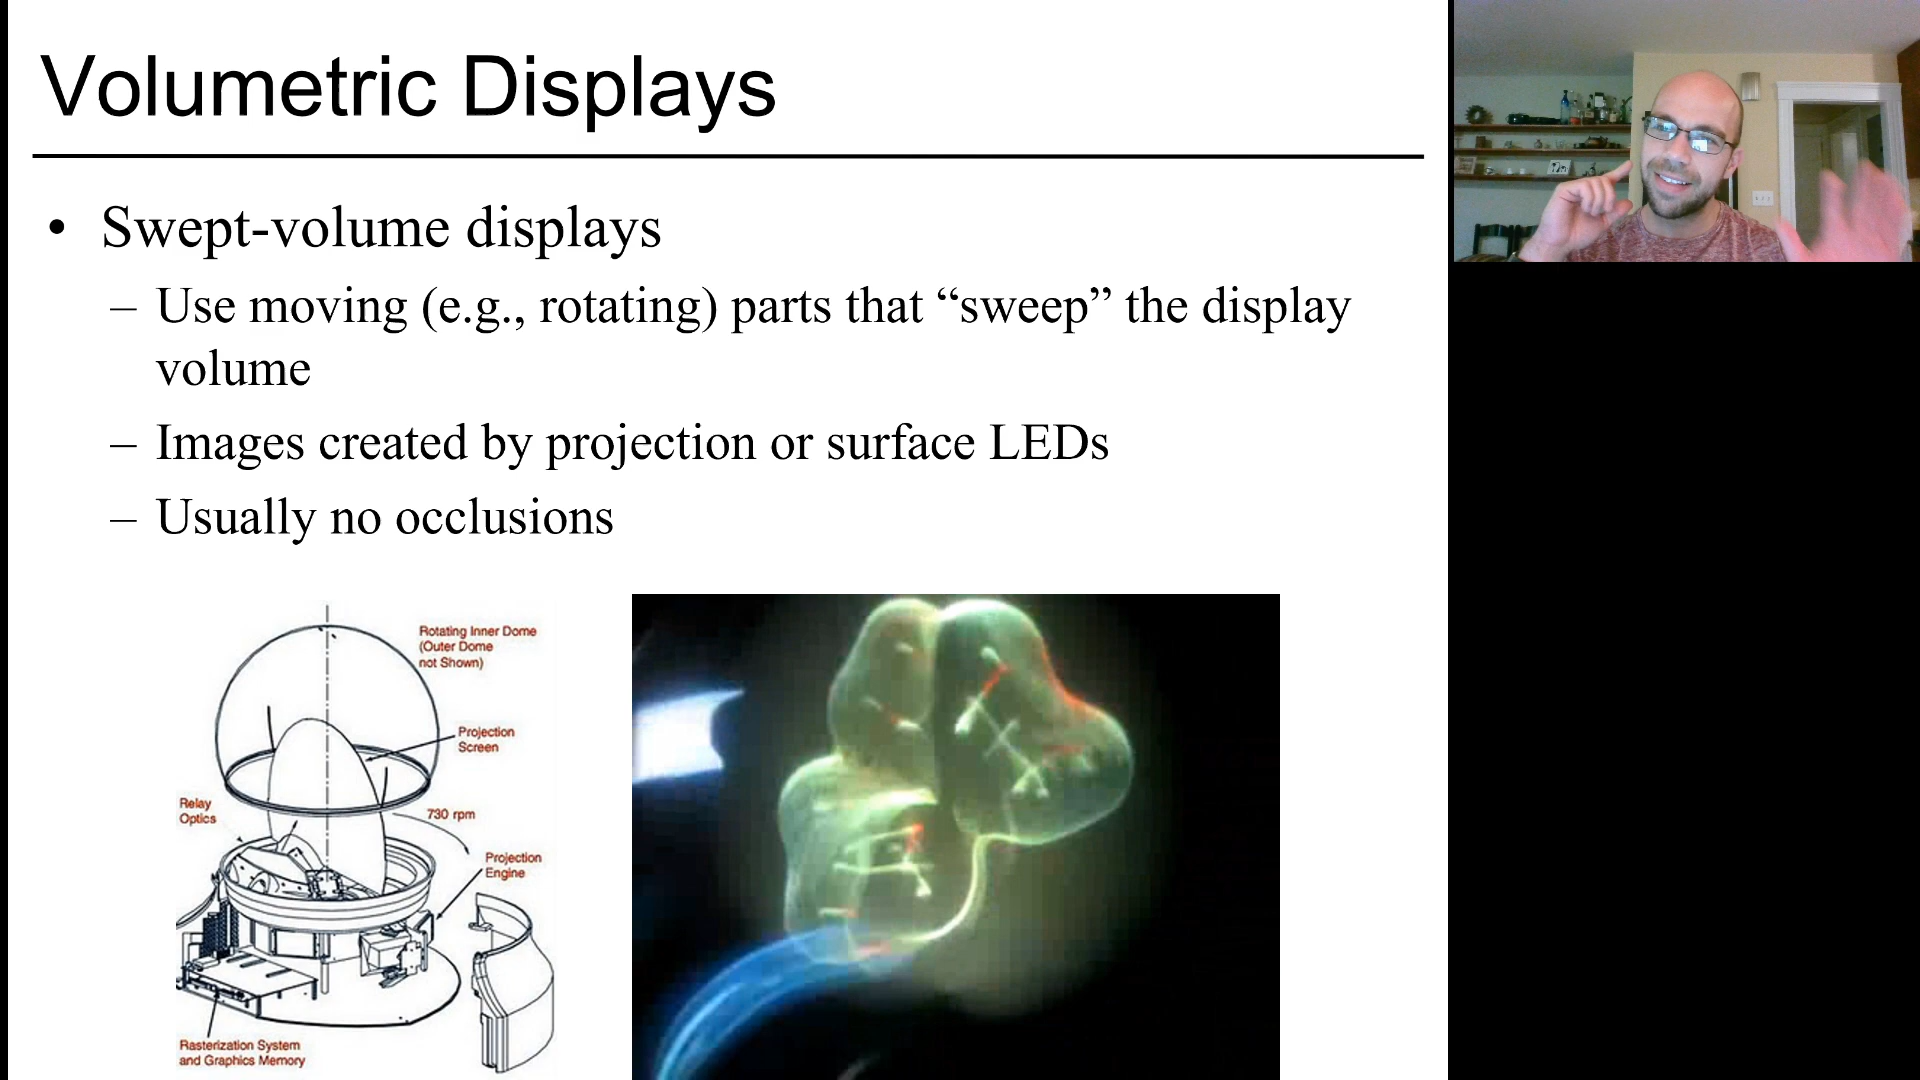 Volumetric Displays
• Swept-volume displays
– Use moving (e.g., rotating) parts that “sweep” the display
volume
– Images created by projection or surface LEDs
– Usually no occlusions
Rotating Inner Dome
(Outer Dome
not Shown)
Projection
Screen
Relay
Optics
730 rpm
Projection
Engine
Rasterization System
and Graphics Memory